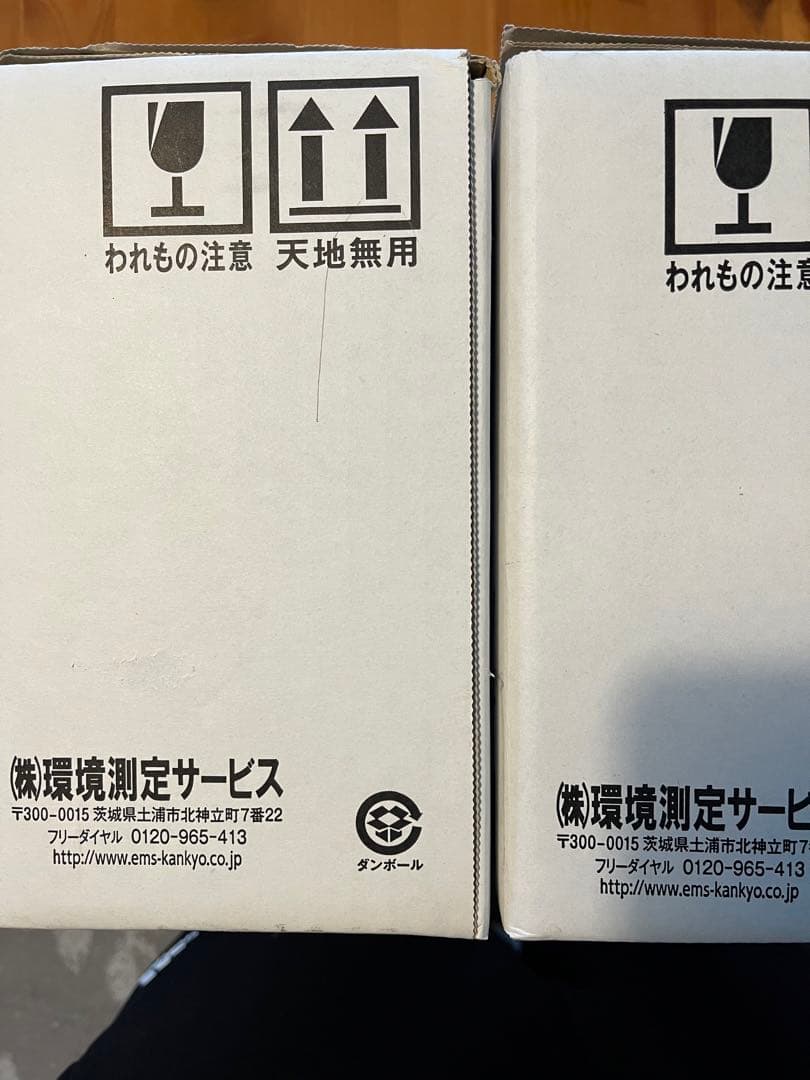 われもの注意
天地無用
(株)環境測定サービス
〒300-0015 茨城県土浦市北神立町7番22
フリーダイヤル 0120-965-413
http://www.ems-kankyo.co.jp
ダンボール
われもの注意
(株)環境測定サービ
〒300-0015 茨城県土浦市北神立町7
フリーダイヤル 0120-965-413
http://www.ems-kankyo.co.jp